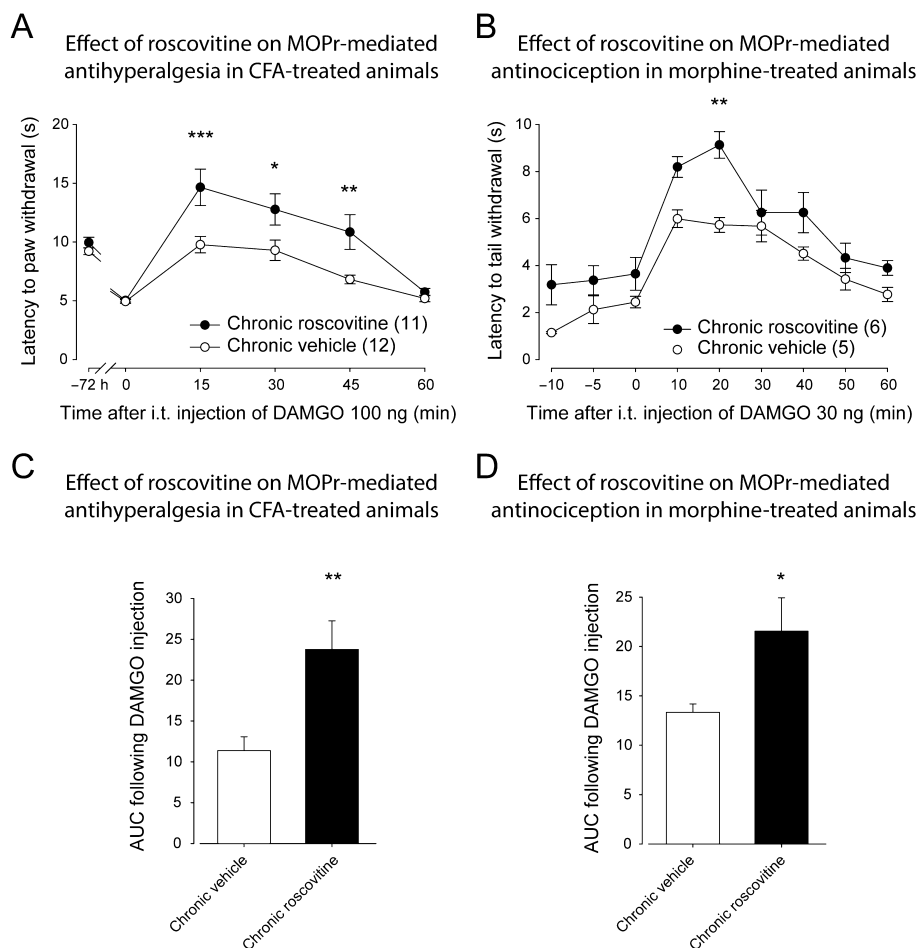 A
Effect of roscovitine on MOPr-mediated
antihyperalgesia in CFA-treated animals
Latency to paw withdrawal (s)
20
15
10
5
0
***
*
**
Chronic roscovitine (11)
Chronic vehicle (12)
−72 h
0
15
30
45
60
Time after i.t. injection of DAMGO 100 ng (min)
B
Effect of roscovitine on MOPr-mediated
antinociception in morphine-treated animals
Latency to tail withdrawal (s)
10
8
6
4
2
0
**
Chronic roscovitine (6)
Chronic vehicle (5)
−10
−5
0
10
20
30
40
50
60
Time after i.t. injection of DAMGO 30 ng (min)
C
Effect of roscovitine on MOPr-mediated
antihyperalgesia in CFA-treated animals
AUC following DAMGO injection
30
25
20
15
10
5
0
**
Chronic vehicle
Chronic roscovitine
D
Effect of roscovitine on MOPr-mediated
antinociception in morphine-treated animals
AUC following DAMGO injection
25
20
15
10
5
0
*
Chronic vehicle
Chronic roscovitine